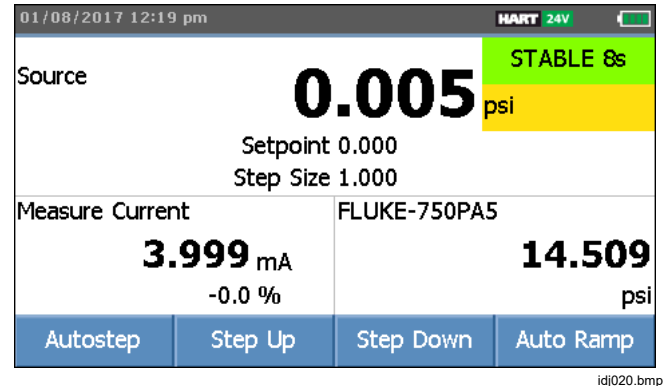 01/08/2017 12:19 pm HART 24V
STABLE 8s
Source
0.005 psi
Setpoint 0.000
Step Size 1.000
Measure Current
3.999 mA
-0.0 %
FLUKE-750PA5
14.509
psi
Autostep Step Up Step Down Auto Ramp
idj020.bmp